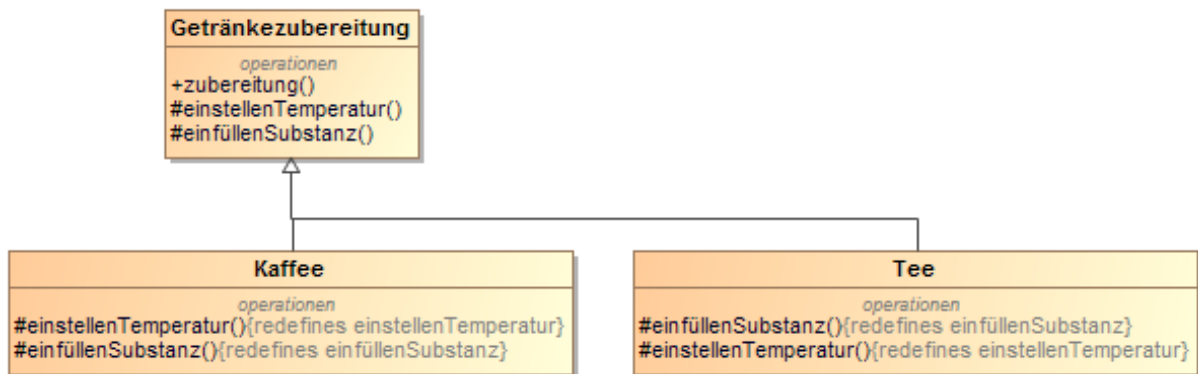 Getränkezubereitung
operationen
+zubereitung()
#einstellenTemperatur()
#einfüllenSubstanz()
Kaffee
operationen
#einstellenTemperatur(){redefines einstellenTemperatur}
#einfüllenSubstanz(){redefines einfüllenSubstanz}
Tee
operationen
#einfüllenSubstanz(){redefines einfüllenSubstanz}
#einstellenTemperatur(){redefines einstellenTemperatur}